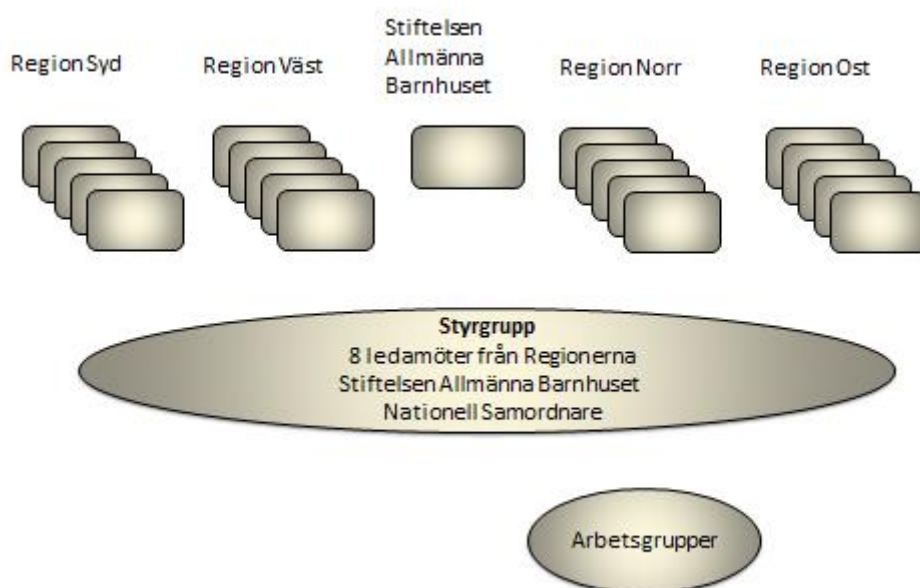 Region Syd
Region Väst
Stiftelsen
Allmänna
Barnhuset
Region Norr
Region Ost
Styrgrupp
8 ledamöter från Regionerna
Stiftelsen Allmänna Barnhuset
Nationell Samordnare
Arbetsgrupper